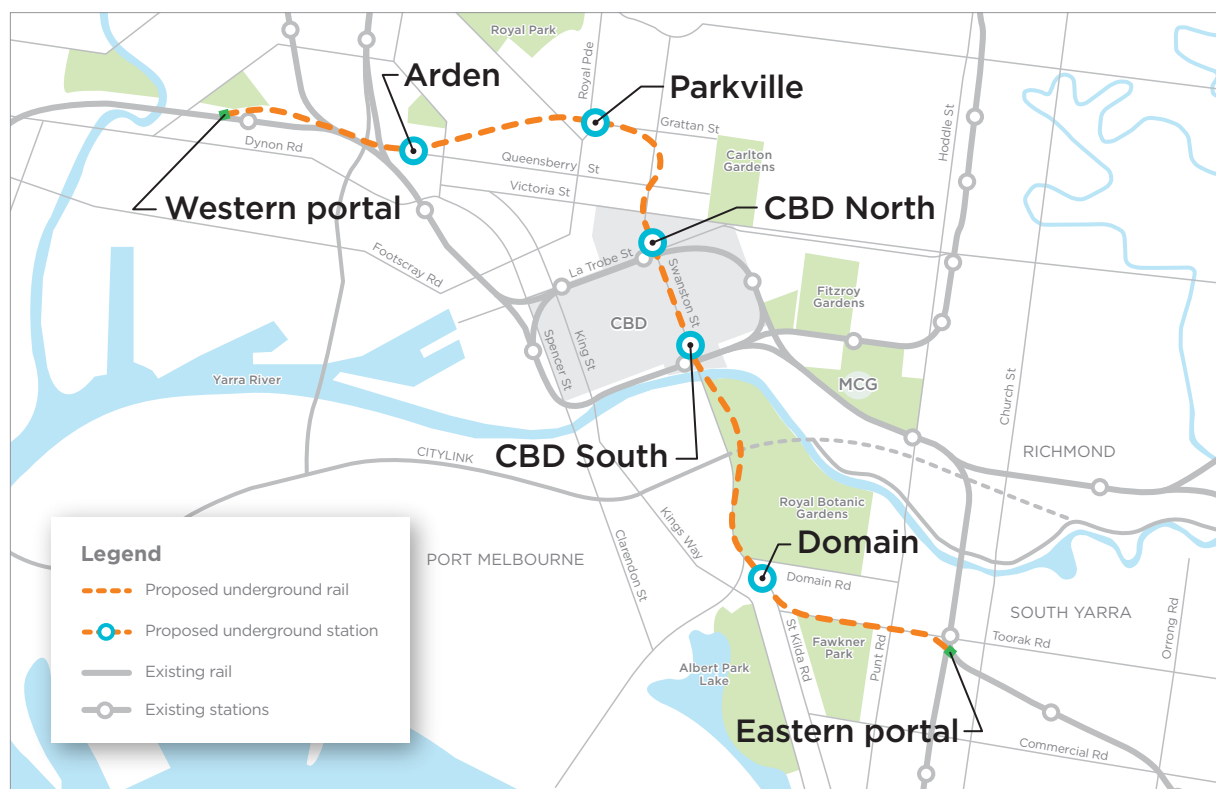 Royal Park
Royal Pde
Arden
Parkville
Hoddle St
Grattan St
Dynon Rd
Queensberry St
Carlton
Gardens
Victoria St
Western portal
CBD North
Footscray Rd
La Trobe St
Swanston St
Fitzroy
Gardens
CBD
Spencer St
King St
Yarra River
MCG
Church St
CITYLINK
CBD South
RICHMOND
Royal Botanic
Gardens
Kings Way
Clarendon St
Legend
Proposed underground rail
Proposed underground station
Existing rail
Existing stations
PORT MELBOURNE
Domain
Domain Rd
SOUTH YARRA
Toorak Rd
Orrong Rd
St Kilda Rd
Fawkner
Park
Punt Rd
Albert Park
Lake
Eastern portal
Commercial Rd